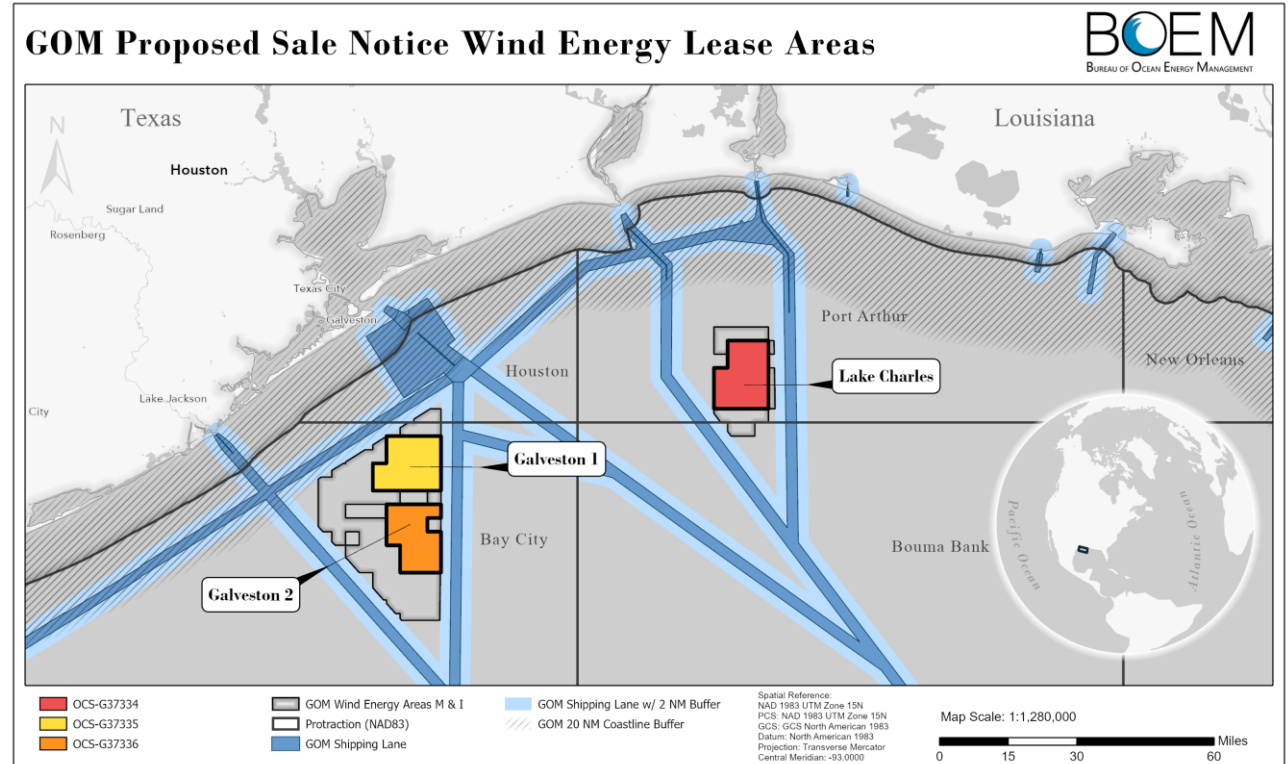 GOM Proposed Sale Notice Wind Energy Lease Areas
BOEM
BUREAU OF OCEAN ENERGY MANAGEMENT
Texas
Louisiana
N
Houston
Sugar Land
Rosenberg
Texas City
Galveston
Port Arthur
New Orleans
Houston
Lake Charles
Lake Jackson
City
Galveston 1
Bay City
Bouma Bank
Galveston 2
Pacific Ocean
Atlantic Ocean
OCS-G37334
OCS-G37335
OCS-G37336
GOM Wind Energy Areas M & I
Protraction (NAD83)
GOM Shipping Lane
GOM Shipping Lane w/ 2 NM Buffer
GOM 20 NM Coastline Buffer
Spatial Reference:
NAD 1983 UTM Zone 15N
PCS: NAD 1983 UTM Zone 15N
GCS: GCS North American 1983
Datum: North American 1983
Projection: Transverse Mercator
Central Meridian: -93.0000
Map Scale: 1:1,280,000
Miles
0 15 30 60